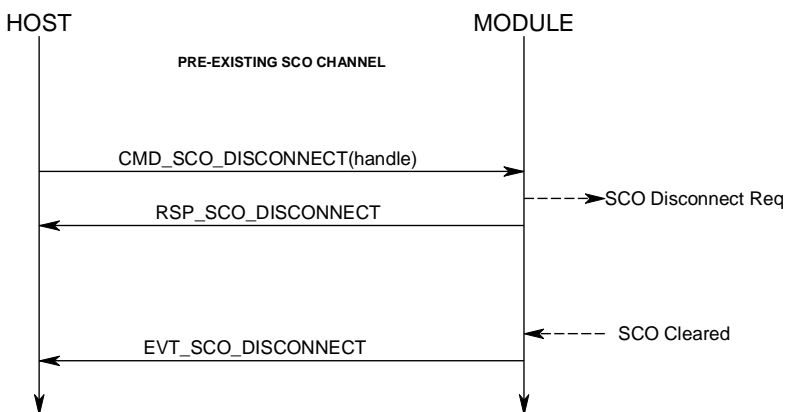 HOST
MODULE
PRE-EXISTING SCO CHANNEL
CMD_SCO_DISCONNECT(handle)
SCO Disconnect Req
RSP_SCO_DISCONNECT
SCO Cleared
EVT_SCO_DISCONNECT